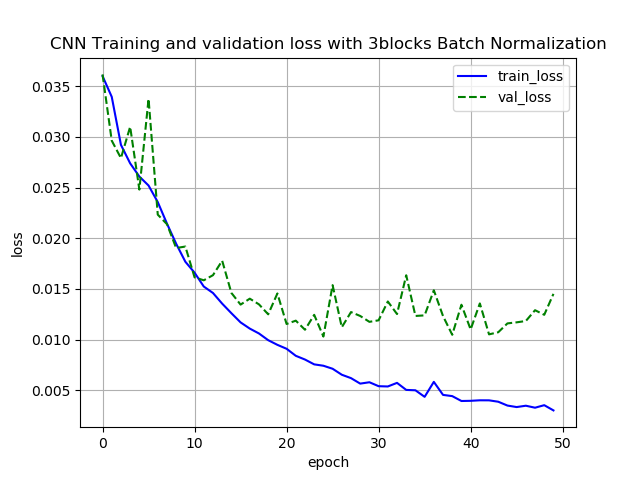 CNN Training and validation loss with 3blocks Batch Normalization
train_loss
val_loss
0.035
0.030
0.025
0.020
0.015
0.010
0.005
loss
0 10 20 30 40 50
epoch